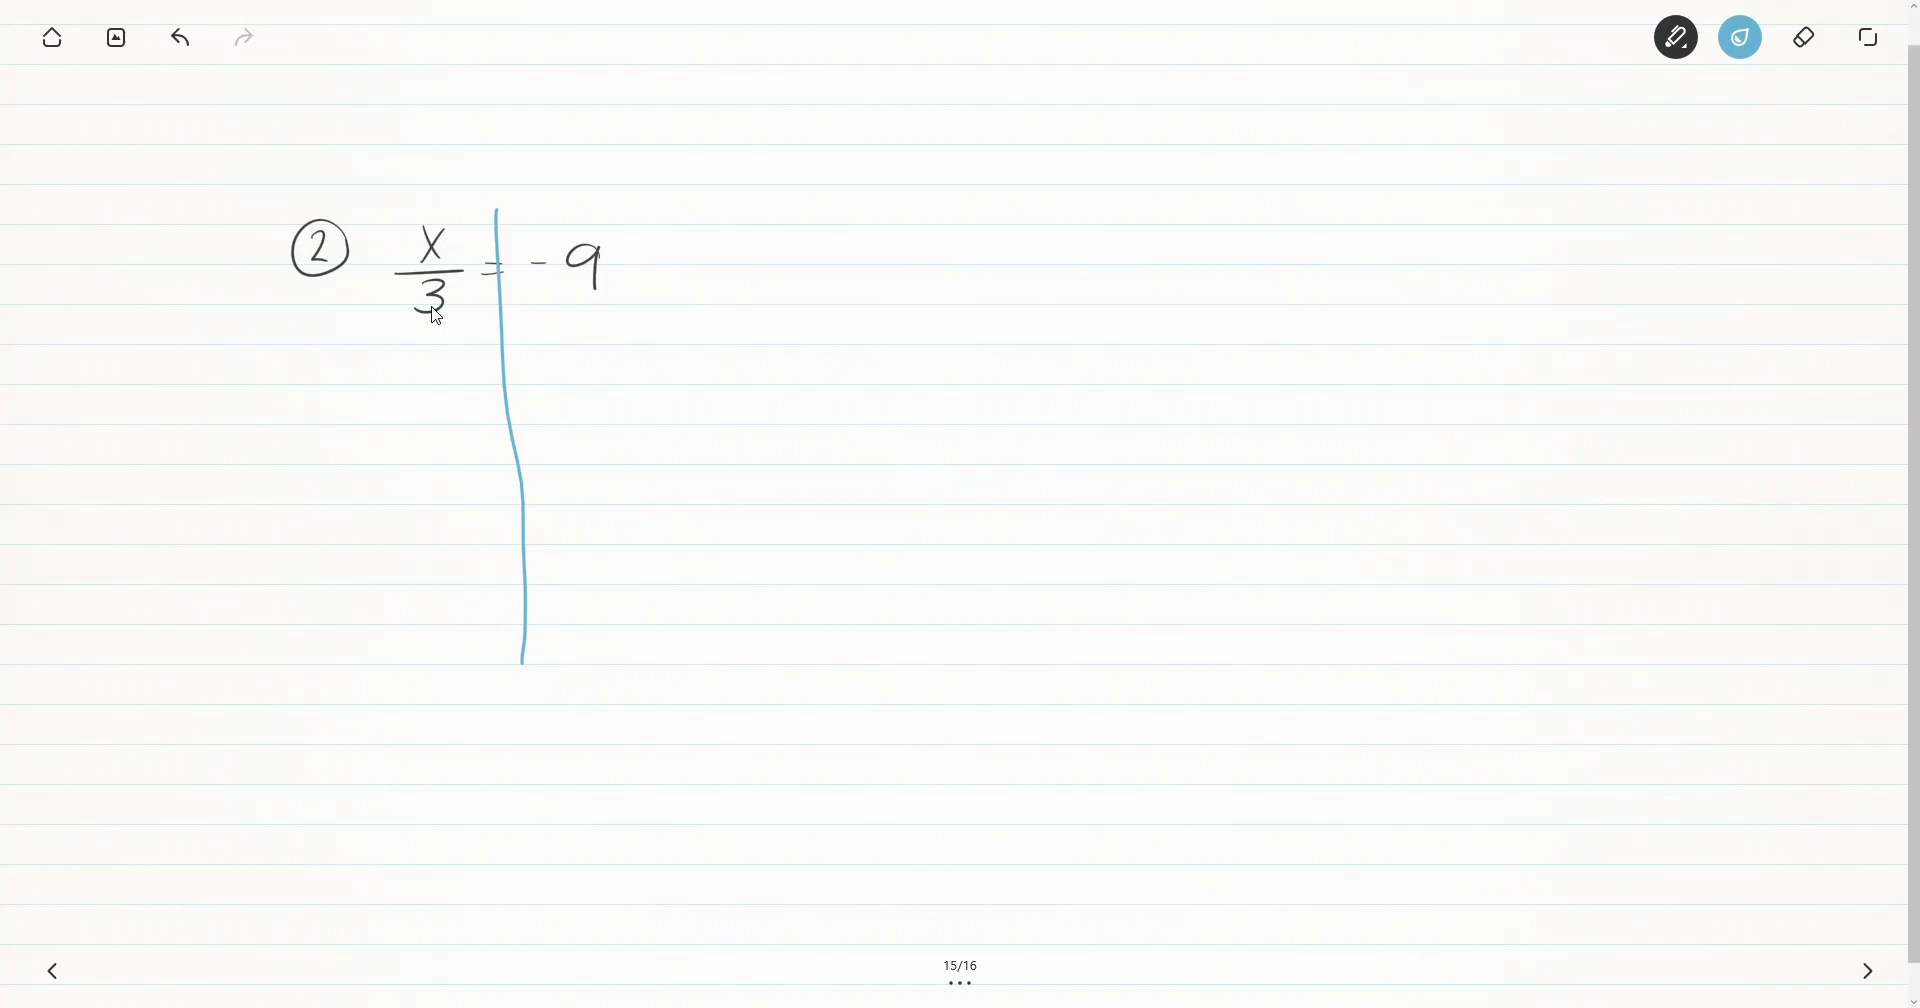 ② x/3 = - 9
15/16